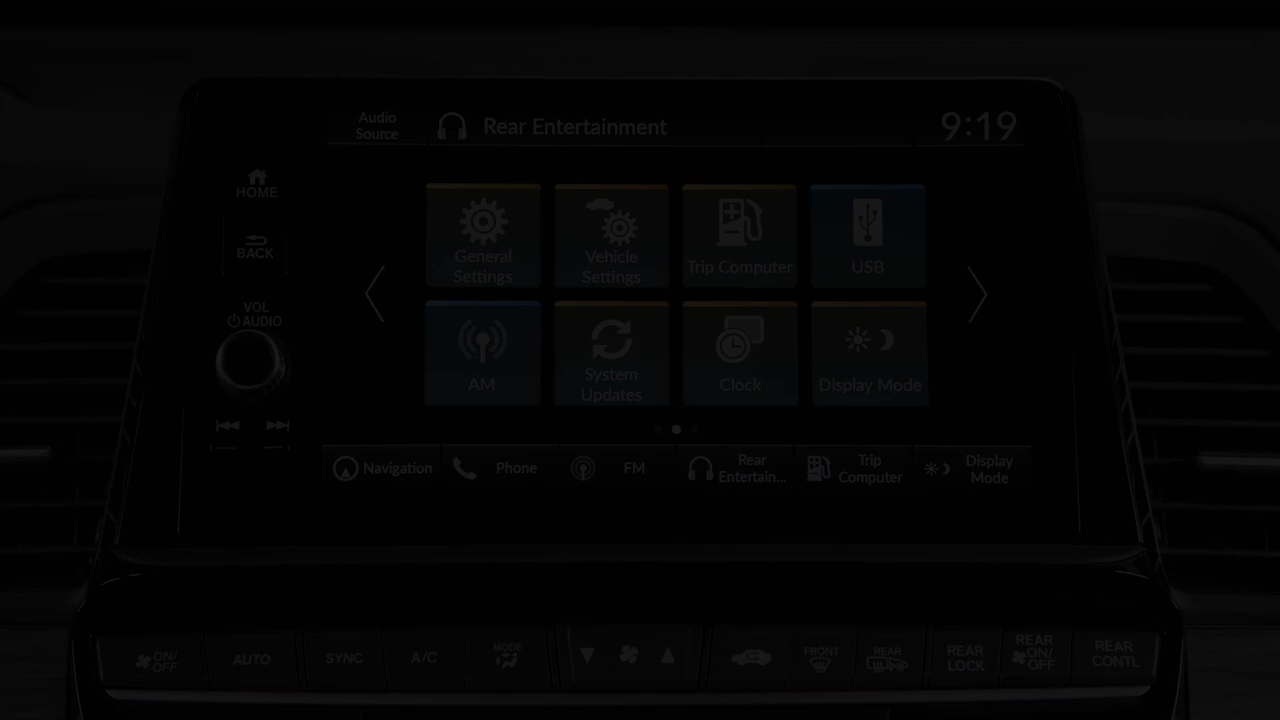 Audio
Source
Rear Entertainment
9:19
HOME
BACK
VOL
AUDIO
General
Settings
Vehicle
Settings
Trip Computer
USB
AM
System
Updates
Clock
Display Mode
Navigation
Phone
FM
Rear
Entertain...
Trip
Computer
Display
Mode
ON/
OFF
AUTO
SYNC
A/C
MODE
FRONT
REAR
REAR
LOCK
REAR
ON/
OFF
REAR
CONTL